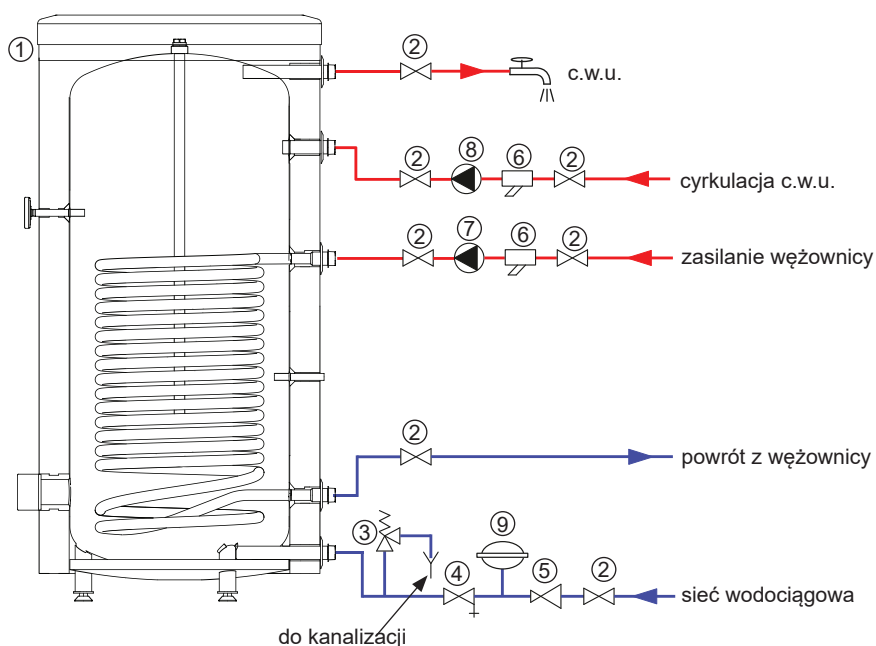 ①
②
c.w.u.
② ⑧ ⑥ ②
cyrkulacja c.w.u.
② ⑦ ⑥ ②
zasilanie wężownicy
②
powrót z wężownicy
③ ⑨
④ ⑤ ②
sieć wodociągowa
do kanalizacji